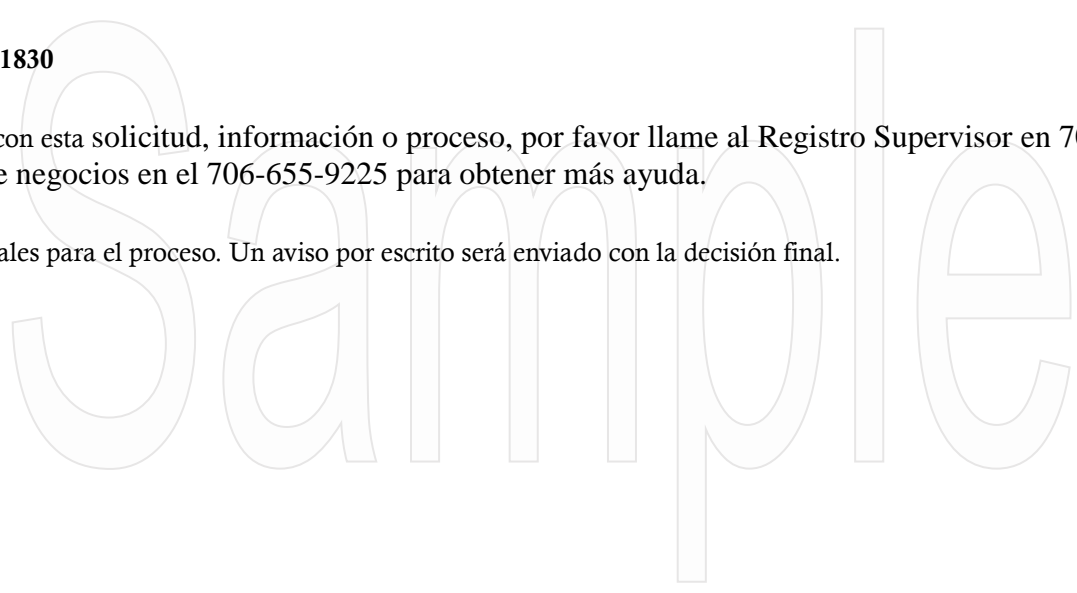 1830
con esta solicitud, información o proceso, por favor llame al Registro Supervisor en 70
e negocios en el 706-655-9225 para obtener más ayuda.
ales para el proceso. Un aviso por escrito será enviado con la decisión final.
Sample